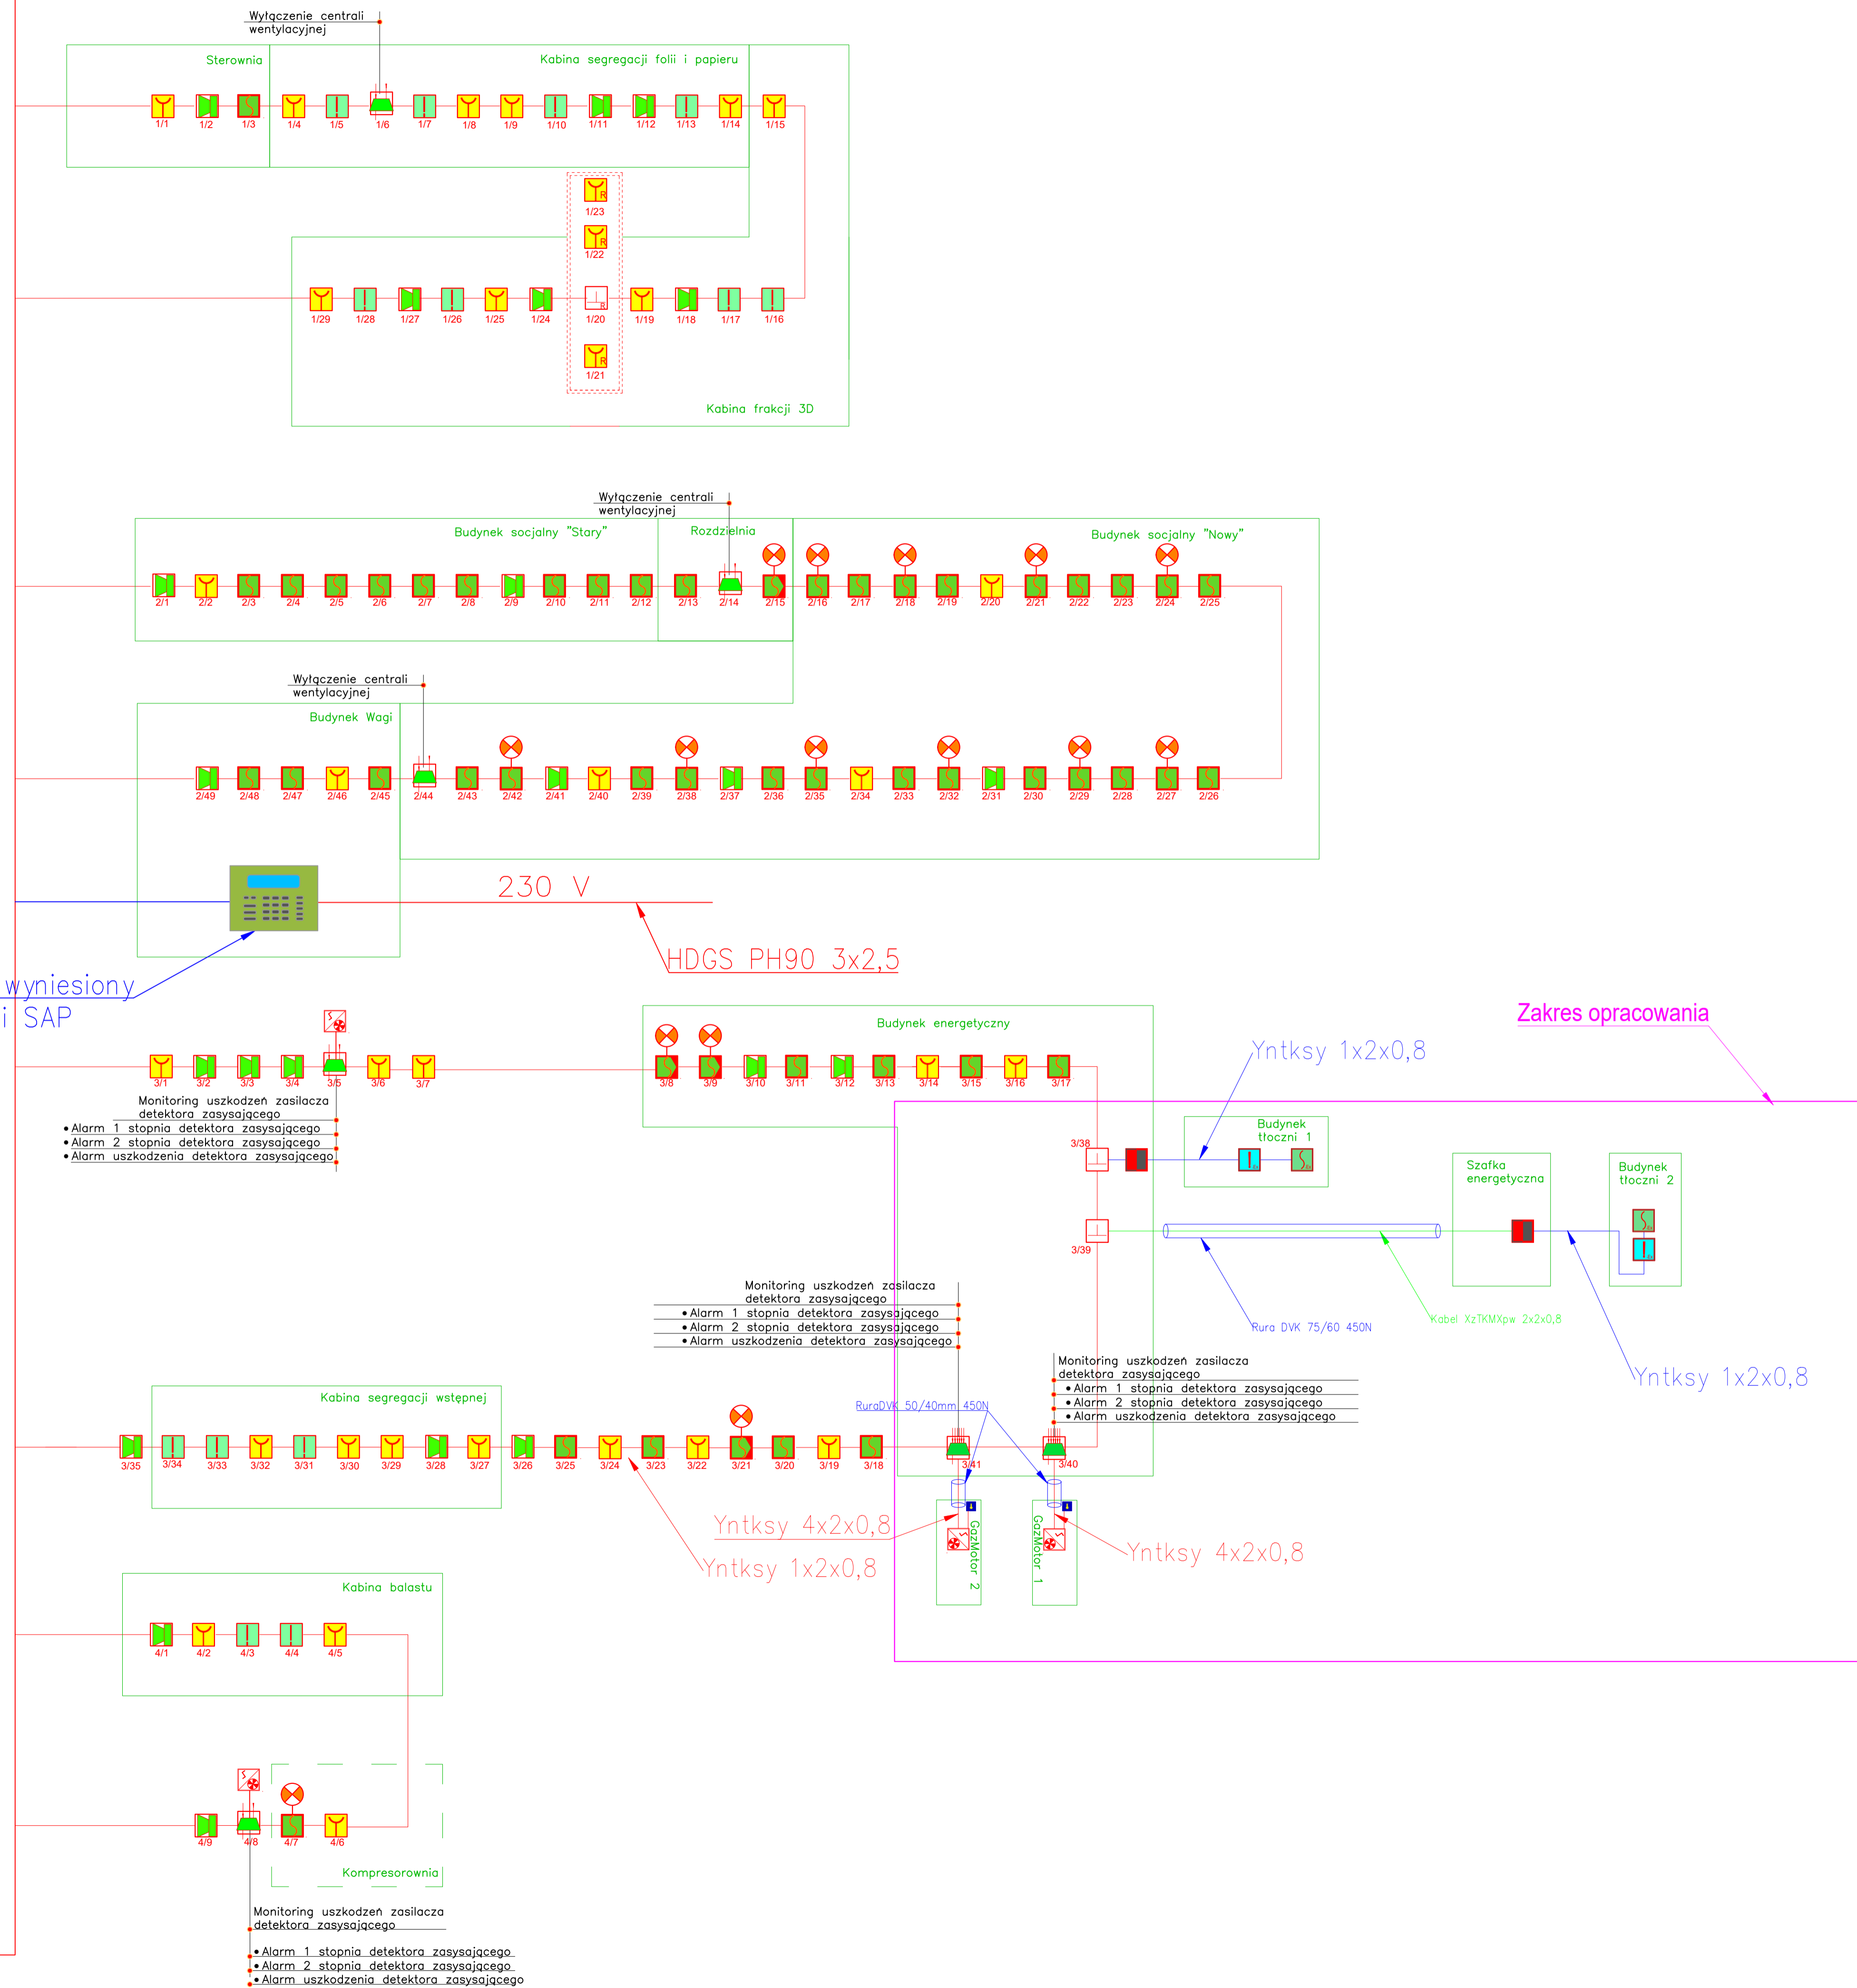 Wyłączenie centrali
wentylacyjnej
Sterownia
Kabina segregacji folii i papieru
1/1 1/2 1/3 1/4 1/5 1/6 1/7 1/8 1/9 1/10 1/11 1/12 1/13 1/14 1/15
R
1/23
R
1/22
R
1/29 1/28 1/27 1/26 1/25 1/24 1/20 1/19 1/18 1/17 1/16
R
1/21
Kabina frakcji 3D
Wyłączenie centrali
wentylacyjnej
Budynek socjalny "Stary"
Rozdzielnia
Budynek socjalny "Nowy"
2/1 2/2 2/3 2/4 2/5 2/6 2/7 2/8 2/9 2/10 2/11 2/12 2/13 2/14 2/15 2/16 2/17 2/18 2/19 2/20 2/21 2/22 2/23 2/24 2/25
Wyłączenie centrali
wentylacyjnej
Budynek Wagi
2/49 2/48 2/47 2/46 2/45 2/44 2/43 2/42 2/41 2/40 2/39 2/38 2/37 2/36 2/35 2/34 2/33 2/32 2/31 2/30 2/29 2/28 2/27 2/26
230 V
HDGS PH90 3x2,5
wyniesiony
i SAP
Budynek energetyczny
Zakres opracowania
Yntksy 1x2x0,8
3/1 3/2 3/3 3/4 3/5 3/6 3/7 3/8 3/9 3/10 3/11 3/12 3/13 3/14 3/15 3/16 3/17
Monitoring uszkodzeń zasilacza
detektora zasysającego
• Alarm 1 stopnia detektora zasysającego
• Alarm 2 stopnia detektora zasysającego
• Alarm uszkodzenia detektora zasysającego
Budynek
tłoczni 1
3/38
Ex
Ex
Szafka
energetyczna
Budynek
tłoczni 2
Ex
Ex
3/39
Monitoring uszkodzeń zasilacza
detektora zasysającego
• Alarm 1 stopnia detektora zasysającego
• Alarm 2 stopnia detektora zasysającego
• Alarm uszkodzenia detektora zasysającego
Rura DVK 75/60 450N
Kabel XzTKMXpw 2x2x0,8
Yntksy 1x2x0,8
Monitoring uszkodzeń zasilacza
detektora zasysającego
• Alarm 1 stopnia detektora zasysającego
• Alarm 2 stopnia detektora zasysającego
• Alarm uszkodzenia detektora zasysającego
Kabina segregacji wstępnej
RuraDVK 50/40mm 450N
3/35 3/34 3/33 3/32 3/31 3/30 3/29 3/28 3/27 3/26 3/25 3/24 3/23 3/22 3/21 3/20 3/19 3/18 3/41 3/40
Yntksy 4x2x0,8
Yntksy 1x2x0,8
GazMotor 2
GazMotor 1
Yntksy 4x2x0,8
Kabina balastu
4/1 4/2 4/3 4/4 4/5
4/9 4/8 4/7 4/6
Kompresorownia
Monitoring uszkodzeń zasilacza
detektora zasysającego
• Alarm 1 stopnia detektora zasysającego
• Alarm 2 stopnia detektora zasysającego
• Alarm uszkodzenia detektora zasysającego